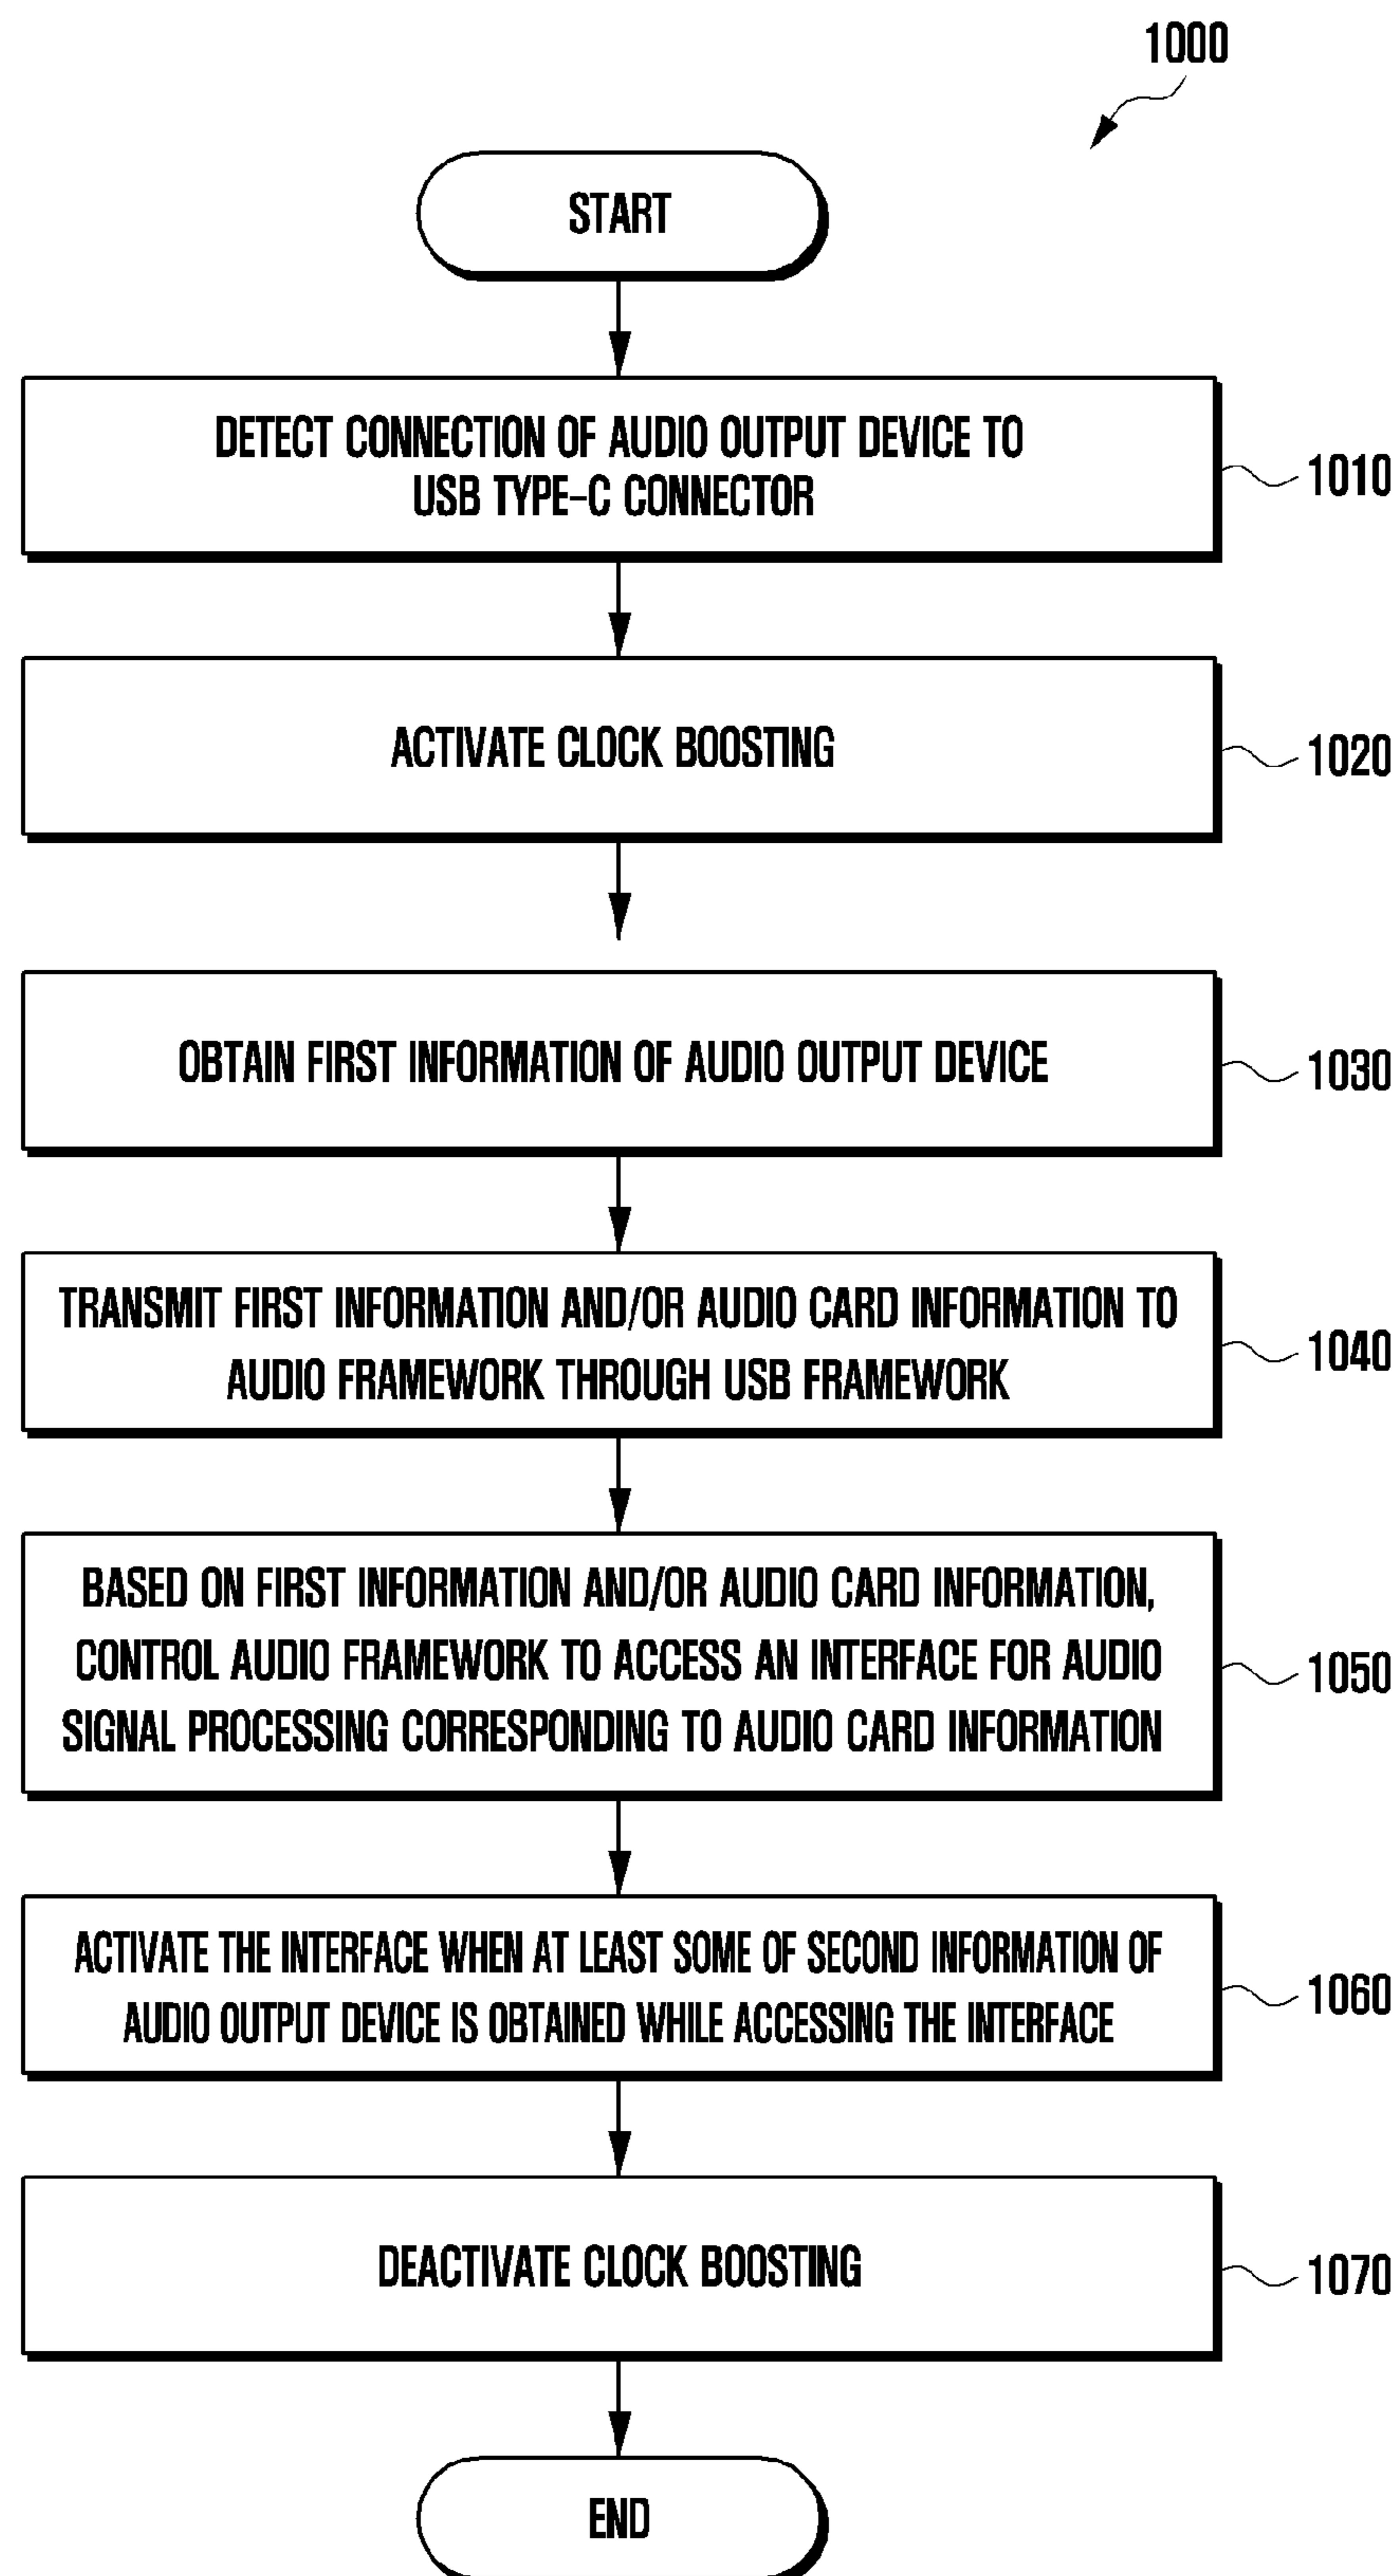 1000
START
DETECT CONNECTION OF AUDIO OUTPUT DEVICE TO
USB TYPE-C CONNECTOR
1010
ACTIVATE CLOCK BOOSTING
1020
OBTAIN FIRST INFORMATION OF AUDIO OUTPUT DEVICE
1030
TRANSMIT FIRST INFORMATION AND/OR AUDIO CARD INFORMATION TO
AUDIO FRAMEWORK THROUGH USB FRAMEWORK
1040
BASED ON FIRST INFORMATION AND/OR AUDIO CARD INFORMATION,
CONTROL AUDIO FRAMEWORK TO ACCESS AN INTERFACE FOR AUDIO
SIGNAL PROCESSING CORRESPONDING TO AUDIO CARD INFORMATION
1050
ACTIVATE THE INTERFACE WHEN AT LEAST SOME OF SECOND INFORMATION OF
AUDIO OUTPUT DEVICE IS OBTAINED WHILE ACCESSING THE INTERFACE
1060
DEACTIVATE CLOCK BOOSTING
1070
END